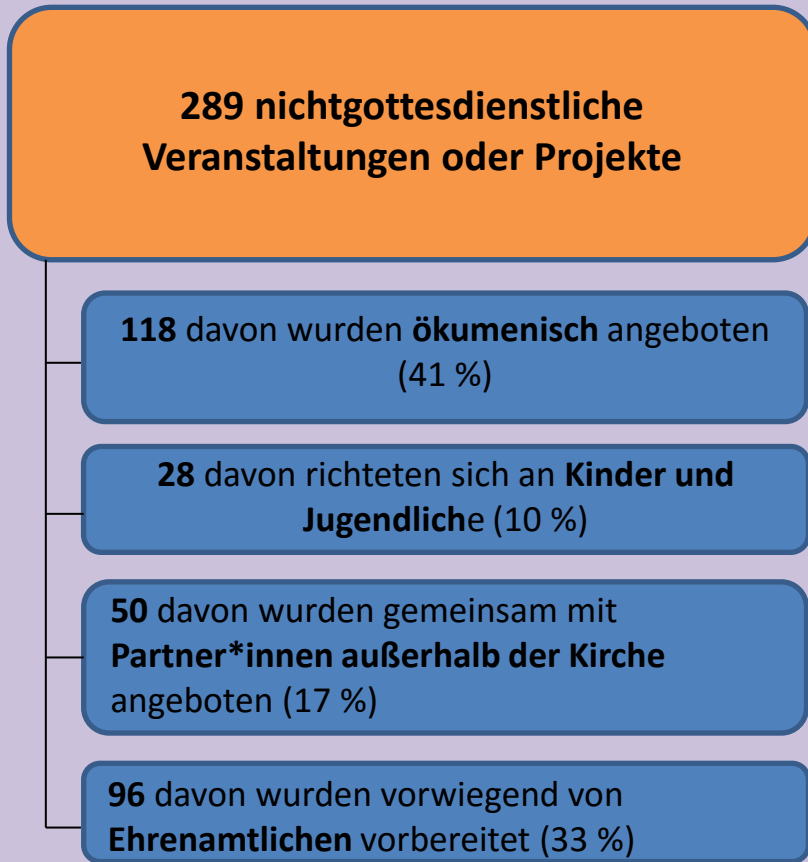 289 nichtgottesdienstliche
Veranstaltungen oder Projekte
118 davon wurden ökumenisch angeboten
(41 %)
28 davon richteten sich an Kinder und
Jugendliche (10 %)
50 davon wurden gemeinsam mit
Partner*innen außerhalb der Kirche
angeboten (17 %)
96 davon wurden vorwiegend von
Ehrenamtlichen vorbereitet (33 %)